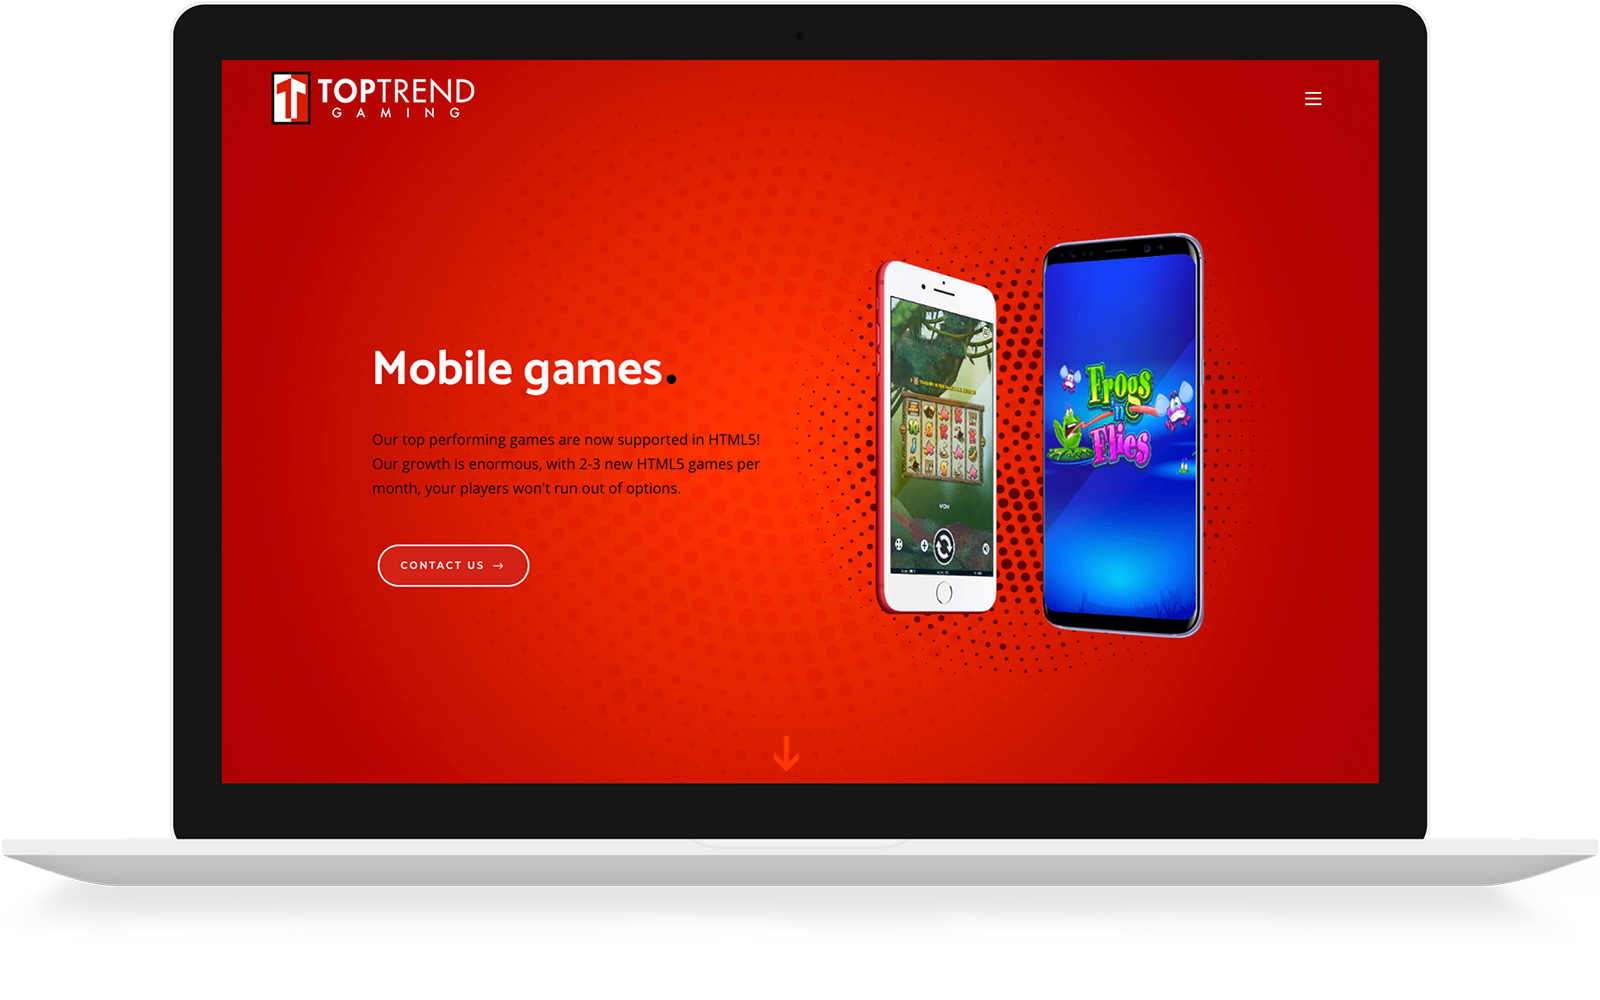 TOPTREND
GAMING
Mobile games.
Our top performing games are now supported in HTML5!
Our growth is enormous, with 2-3 new HTML5 games per
month, your players won't run out of options.
CONTACT US →
Frogs
'n
Flies